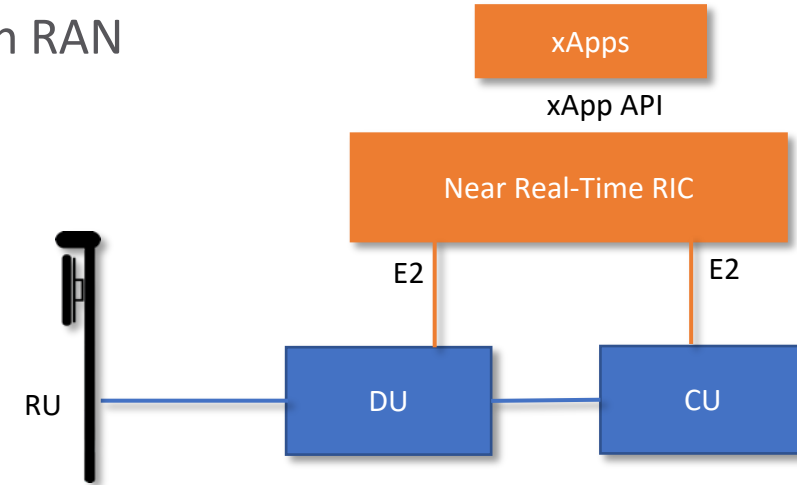 n RAN
xApps
xApp API
Near Real-Time RIC
E2
E2
RU
DU
CU